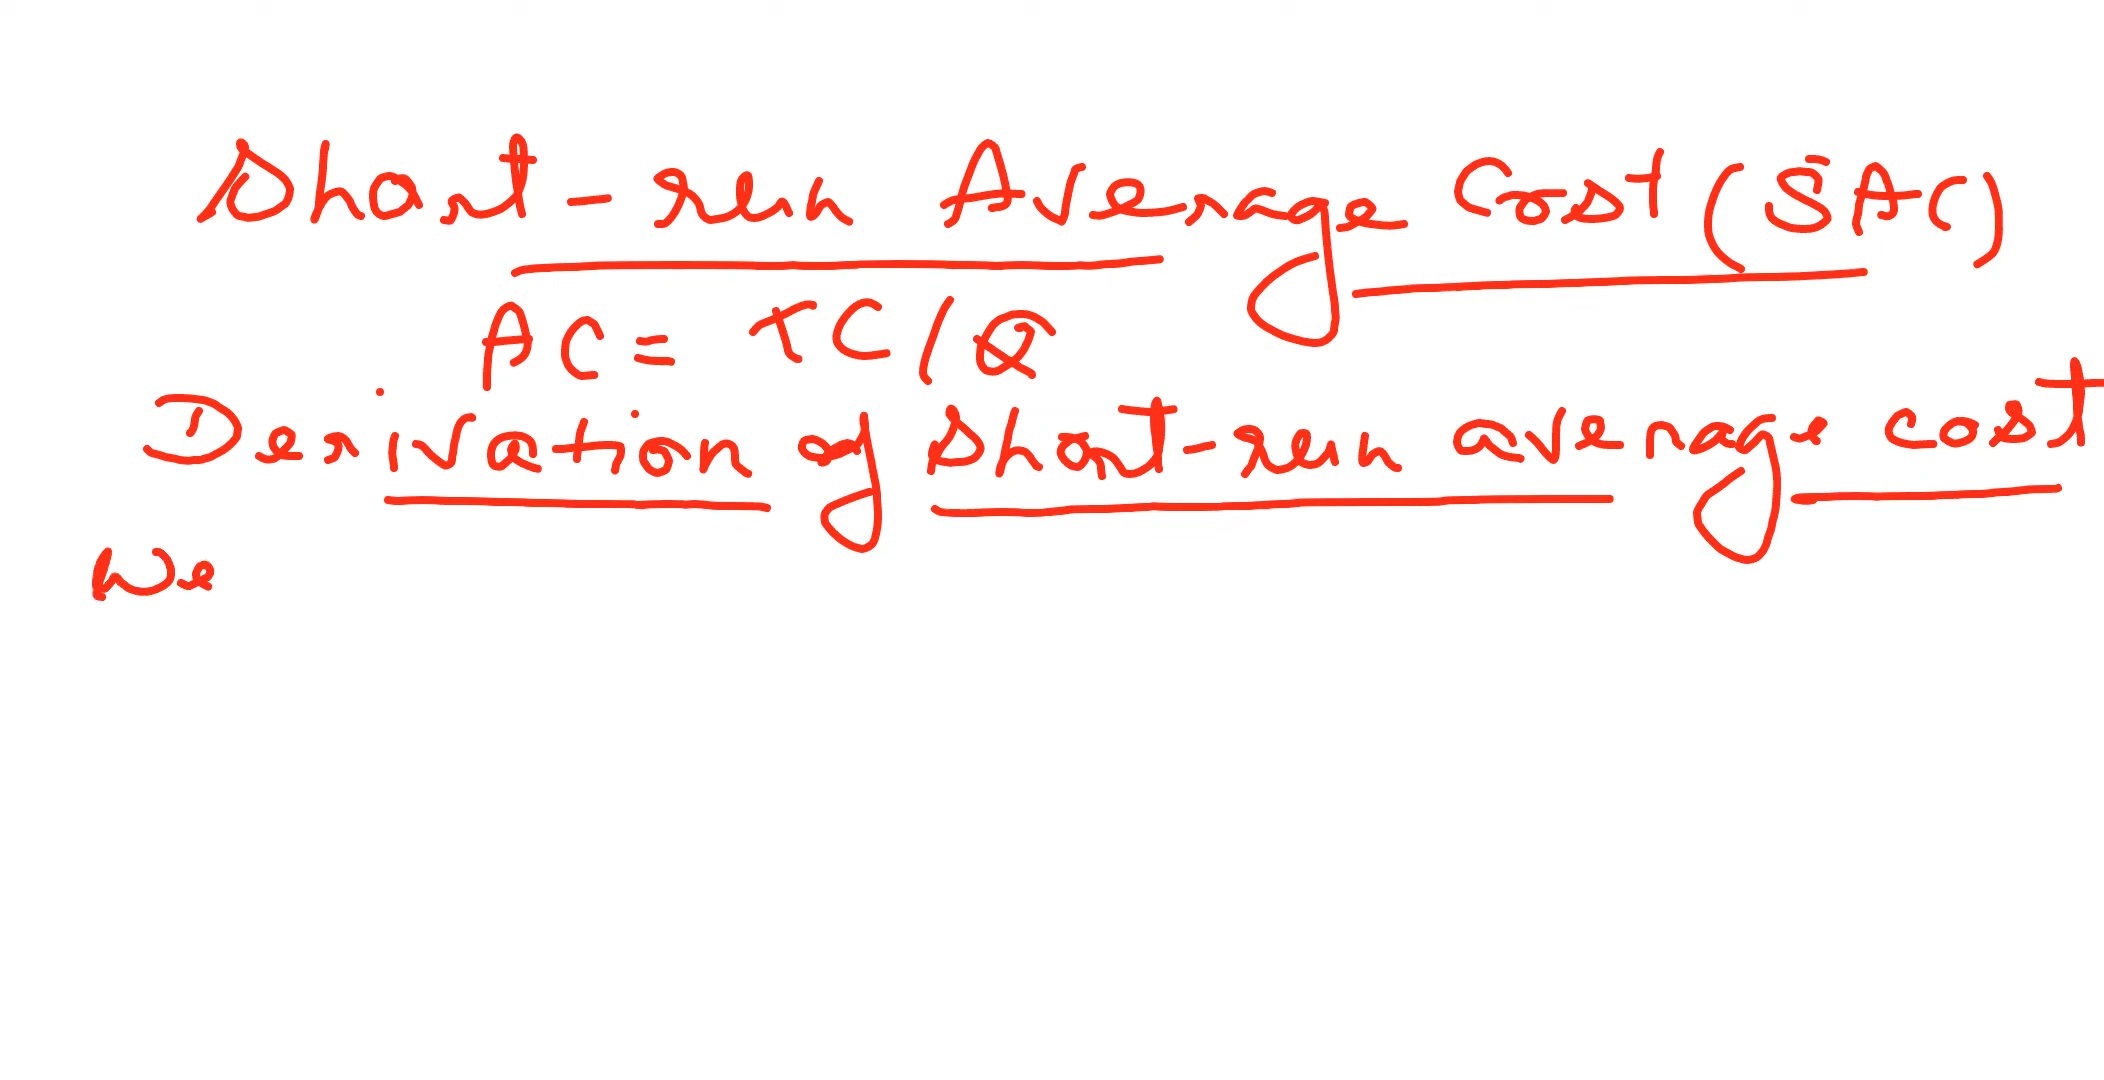 Short-run Average Cost (SAC)
AC = TC/Q
Derivation of short-run average cost
We